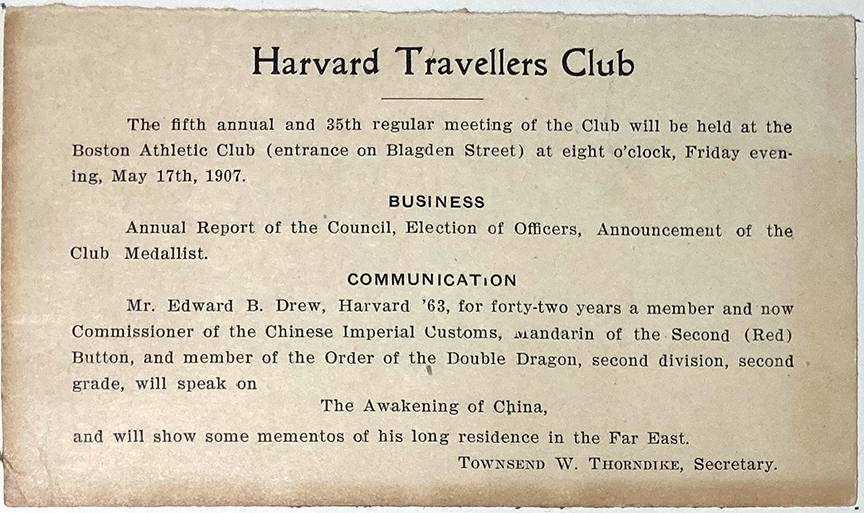 Harvard Travellers Club
The fifth annual and 35th regular meeting of the Club will be held at the
Boston Athletic Club (entrance on Blagden Street) at eight o'clock, Friday even-
ing, May 17th, 1907.
BUSINESS
Annual Report of the Council, Election of Officers, Announcement of the
Club Medallist.
COMMUNICATION
Mr. Edward B. Drew, Harvard '63, for forty-two years a member and now
Commissioner of the Chinese Imperial Customs, Mandarin of the Second (Red)
Button, and member of the Order of the Double Dragon, second division, second
grade, will speak on
The Awakening of China,
and will show some mementos of his long residence in the Far East.
TOWNSEND W. THORNDIKE, Secretary.